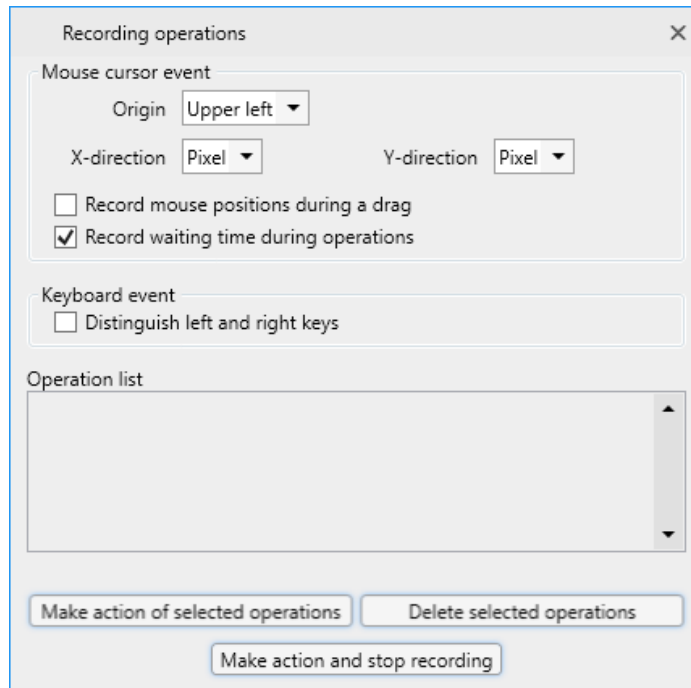 Recording operations
Mouse cursor event
Origin Upper left
X-direction Pixel Y-direction Pixel
Record mouse positions during a drag
Record waiting time during operations
Keyboard event
Distinguish left and right keys
Operation list
Make action of selected operations Delete selected operations
Make action and stop recording